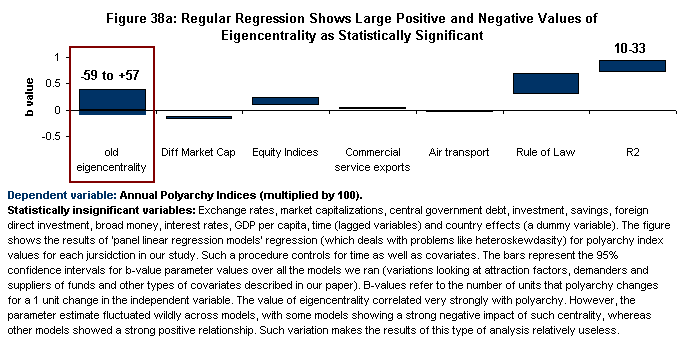 Figure 38a: Regular Regression Shows Large Positive and Negative Values of
Eigencentrality as Statistically Significant
b value
1
0.5
0
-0.5
-59 to +57
10-33
old
eigencentrality
Diff Market Cap
Equity Indices
Commercial
service exports
Air transport
Rule of Law
R2
Dependent variable: Annual Polyarchy Indices (multiplied by 100).
Statistically insignificant variables: Exchange rates, market capitalizations, central government debt, investment, savings, foreign
direct investment, broad money, interest rates, GDP per capita, time (lagged variables) and country effects (a dummy variable). The figure
shows the results of 'panel linear regression models' regression (which deals with problems like heteroskewdasity) for polyarchy index
values for each jursidction in our study. Such a procedure controls for time as well as covariates. The bars represent the 95%
confidence intervals for b-value parameter values over all the models we ran (variations looking at attraction factors, demanders and
suppliers of funds and other types of covariates described in our paper). B-values refer to the number of units that polyarchy changes
for a 1 unit change in the independent variable. The value of eigencentrality correlated very strongly with polyarchy. However, the
parameter estimate fluctuated wildly across models, with some models showing a strong negative impact of such centrality, whereas
other models showed a strong positive relationship. Such variation makes the results of this type of analysis relatively useless.